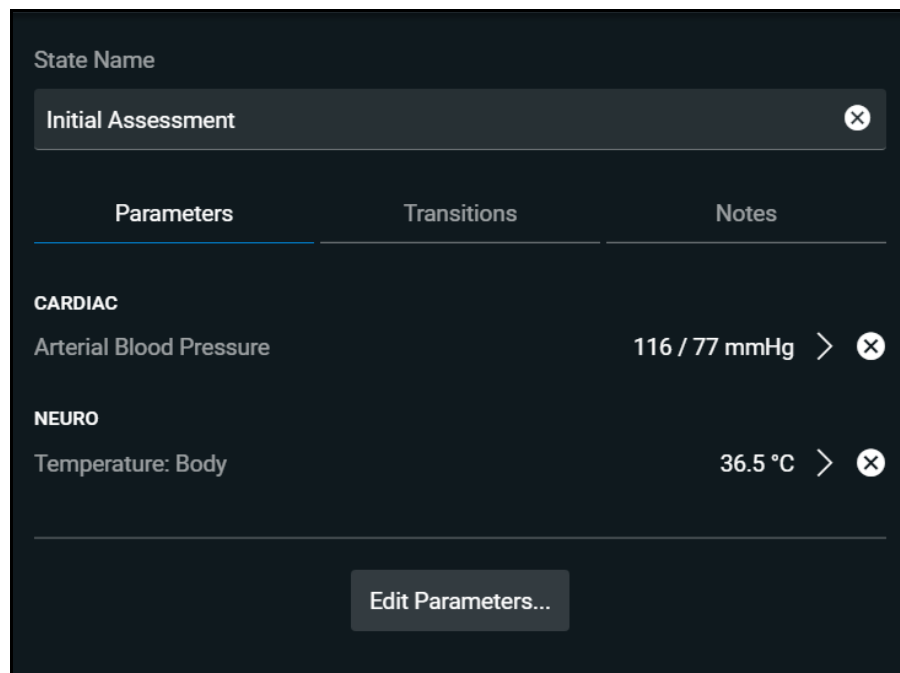 State Name
Initial Assessment
Parameters Transitions Notes
CARDIAC
Arterial Blood Pressure 116 / 77 mmHg
NEURO
Temperature: Body 36.5 °C
Edit Parameters...